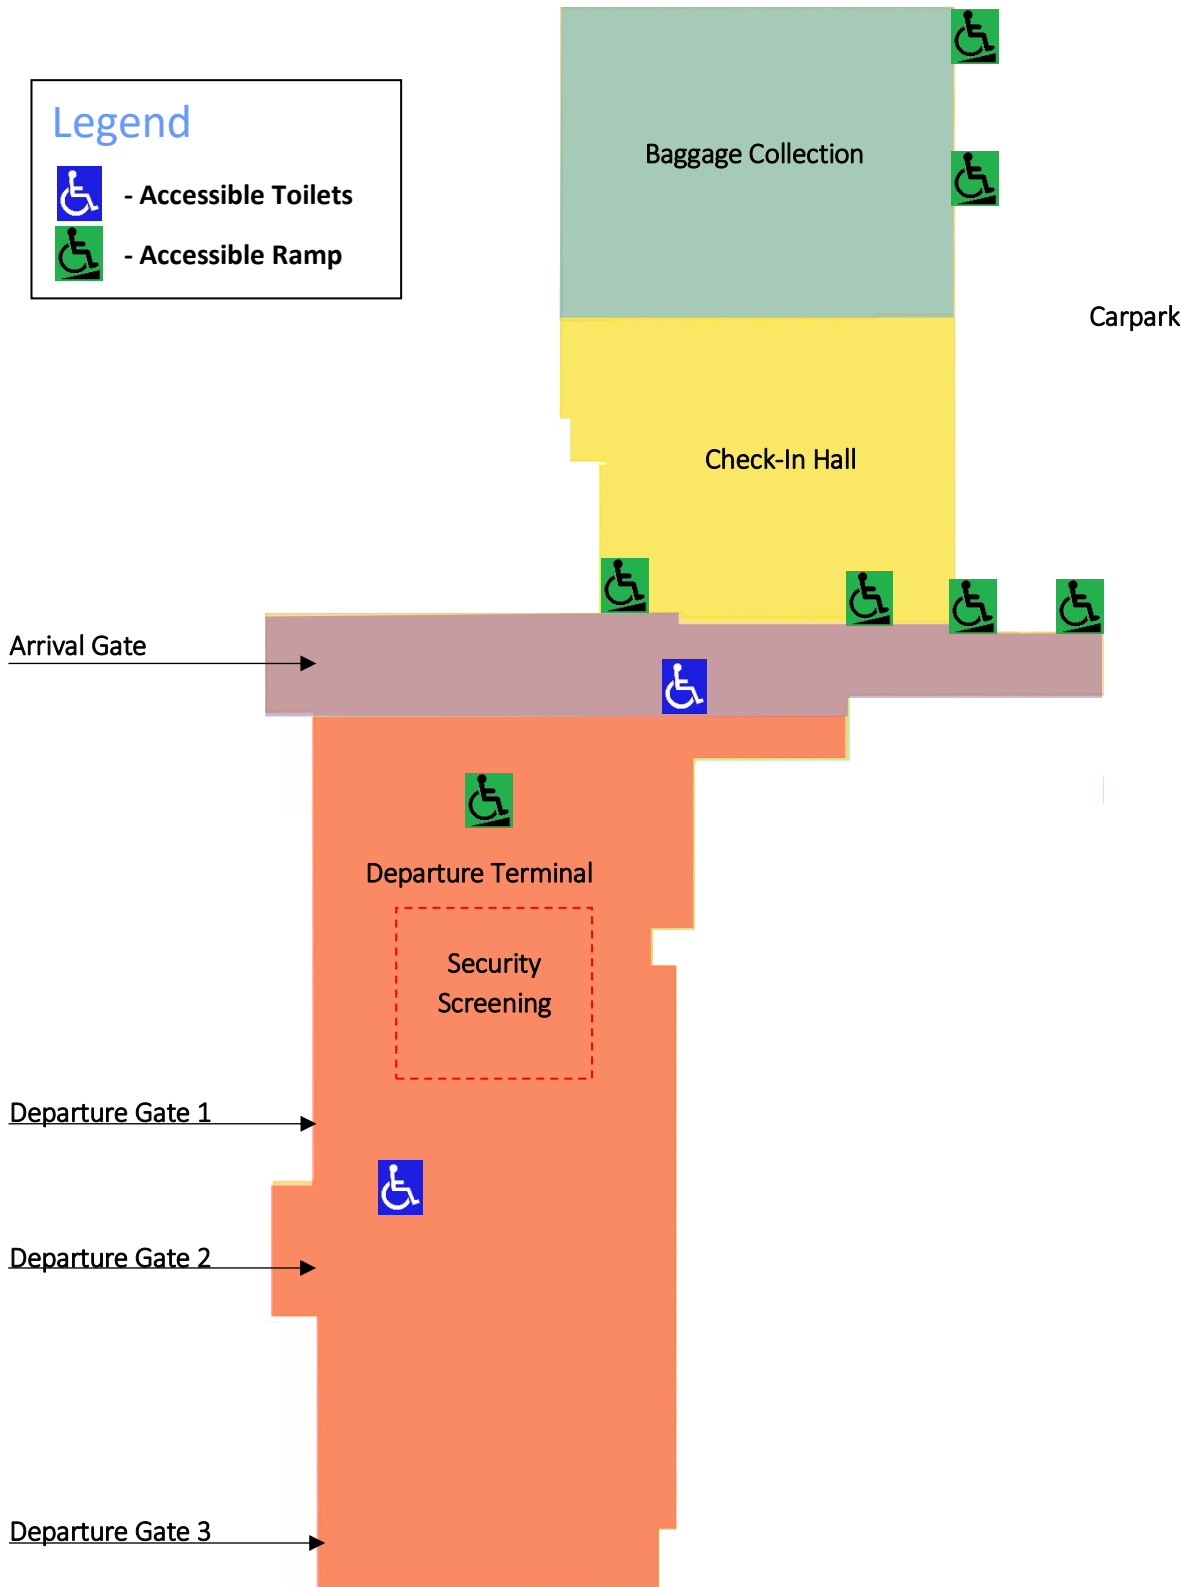 Legend
- Accessible Toilets
- Accessible Ramp
Baggage Collection
Carpark
Check-In Hall
Arrival Gate
Departure Terminal
Security
Screening
Departure Gate 1
Departure Gate 2
Departure Gate 3